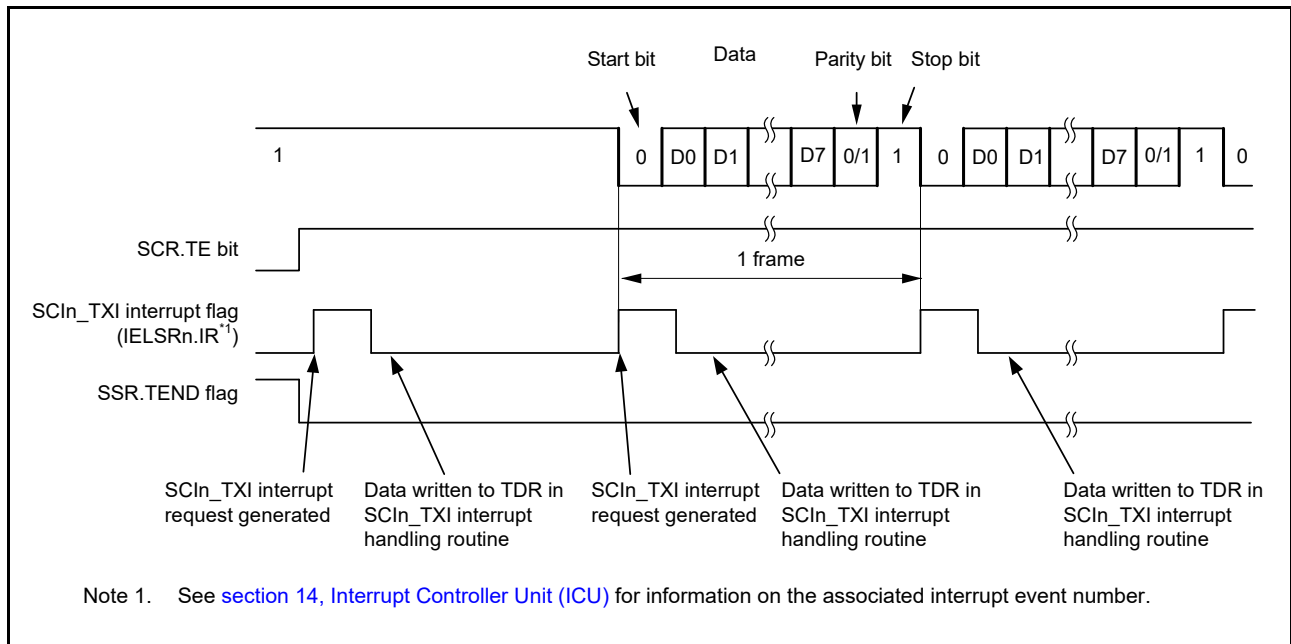 Start bit Data Parity bit Stop bit
1 0 D0 D1 D7 0/1 1 0 D0 D1 D7 0/1 1 0
SCR.TE bit
1 frame
SCIn_TXI interrupt flag
(IELSRn.IR*1)
SSR.TEND flag
SCIn_TXI interrupt
request generated
Data written to TDR in
SCIn_TXI interrupt
handling routine
SCIn_TXI interrupt
request generated
Data written to TDR in
SCIn_TXI interrupt
handling routine
Data written to TDR in
SCIn_TXI interrupt
handling routine
Note 1. See section 14, Interrupt Controller Unit (ICU) for information on the associated interrupt event number.